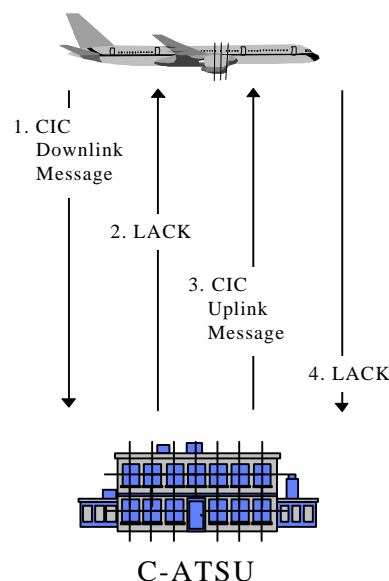 1. CIC
Downlink
Message
2. LACK
3. CIC
Uplink
Message
4. LACK
C-ATSU